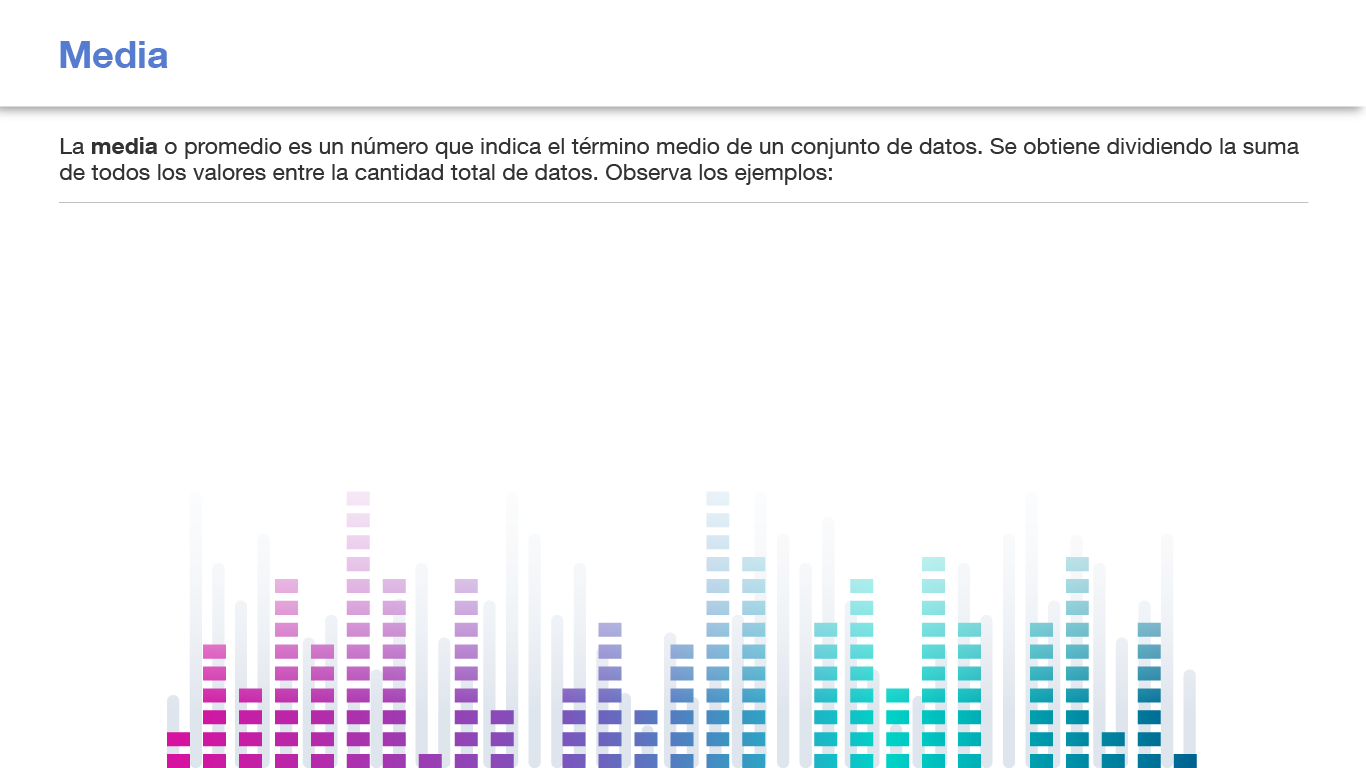 Media
La media o promedio es un número que indica el término medio de un conjunto de datos. Se obtiene dividiendo la suma
de todos los valores entre la cantidad total de datos. Observa los ejemplos: